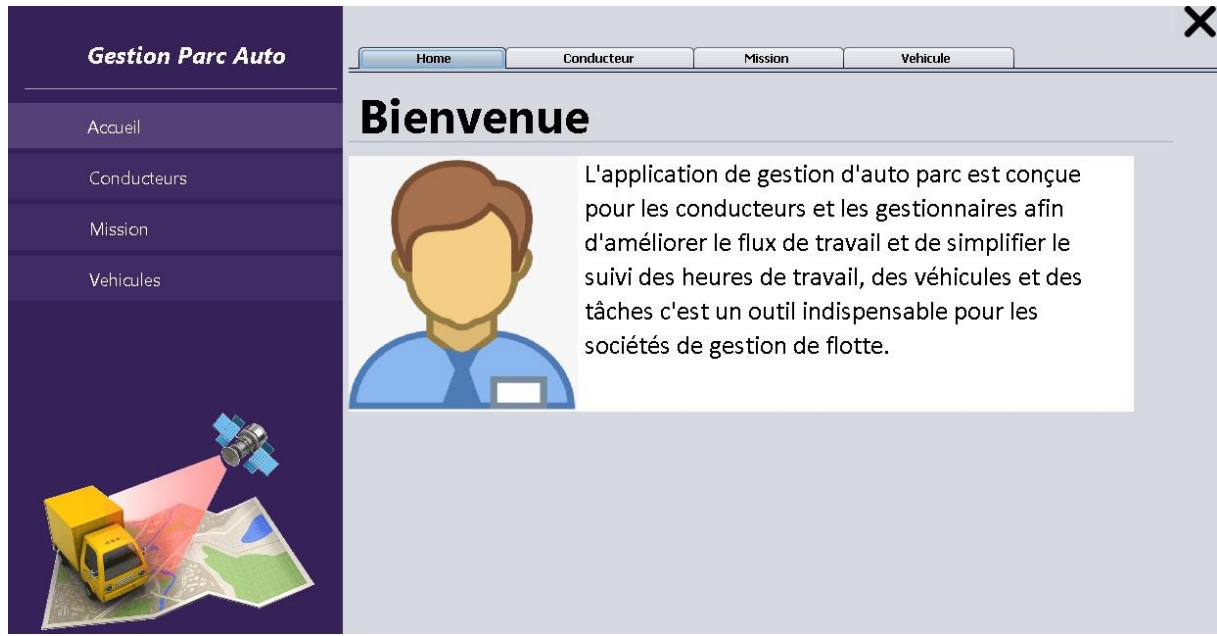 Gestion Parc Auto
Accueil
Conducteurs
Mission
Vehicules
Home Conducteur Mission Vehicule
Bienvenue
L'application de gestion d'auto parc est conçue
pour les conducteurs et les gestionnaires afin
d'améliorer le flux de travail et de simplifier le
suivi des heures de travail, des véhicules et des
tâches c'est un outil indispensable pour les
sociétés de gestion de flotte.